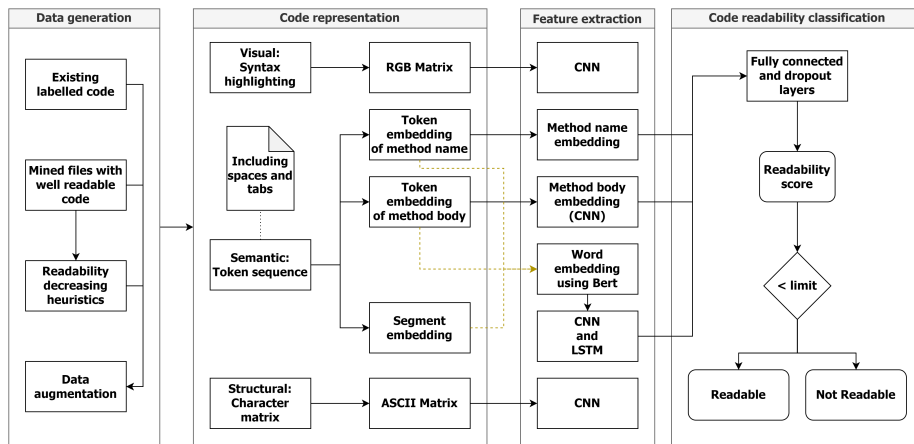 Data generation
Existing
labelled code
Mined files with
well readable
code
Readability
decreasing
heuristics
Data
augmentation
Code representation
Visual:
Syntax
highlighting
RGB Matrix
Including
spaces and
tabs
Token
embedding
of method name
Token
embedding
of method body
Semantic:
Token sequence
Segment
embedding
Structural:
Character
matrix
ASCII Matrix
Feature extraction
CNN
Method name
embedding
Method body
embedding
(CNN)
Word
embedding
using Bert
CNN
and
LSTM
CNN
Code readability classification
Fully connected
and dropout
layers
Readability
score
< limit
Readable
Not Readable